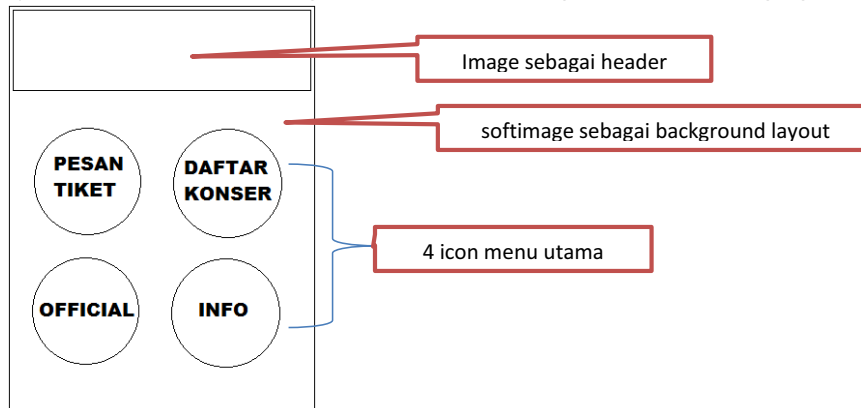 Image sebagai header
softimage sebagai background layout
PESAN
TIKET
DAFTAR
KONSER
4 icon menu utama
OFFICIAL
INFO